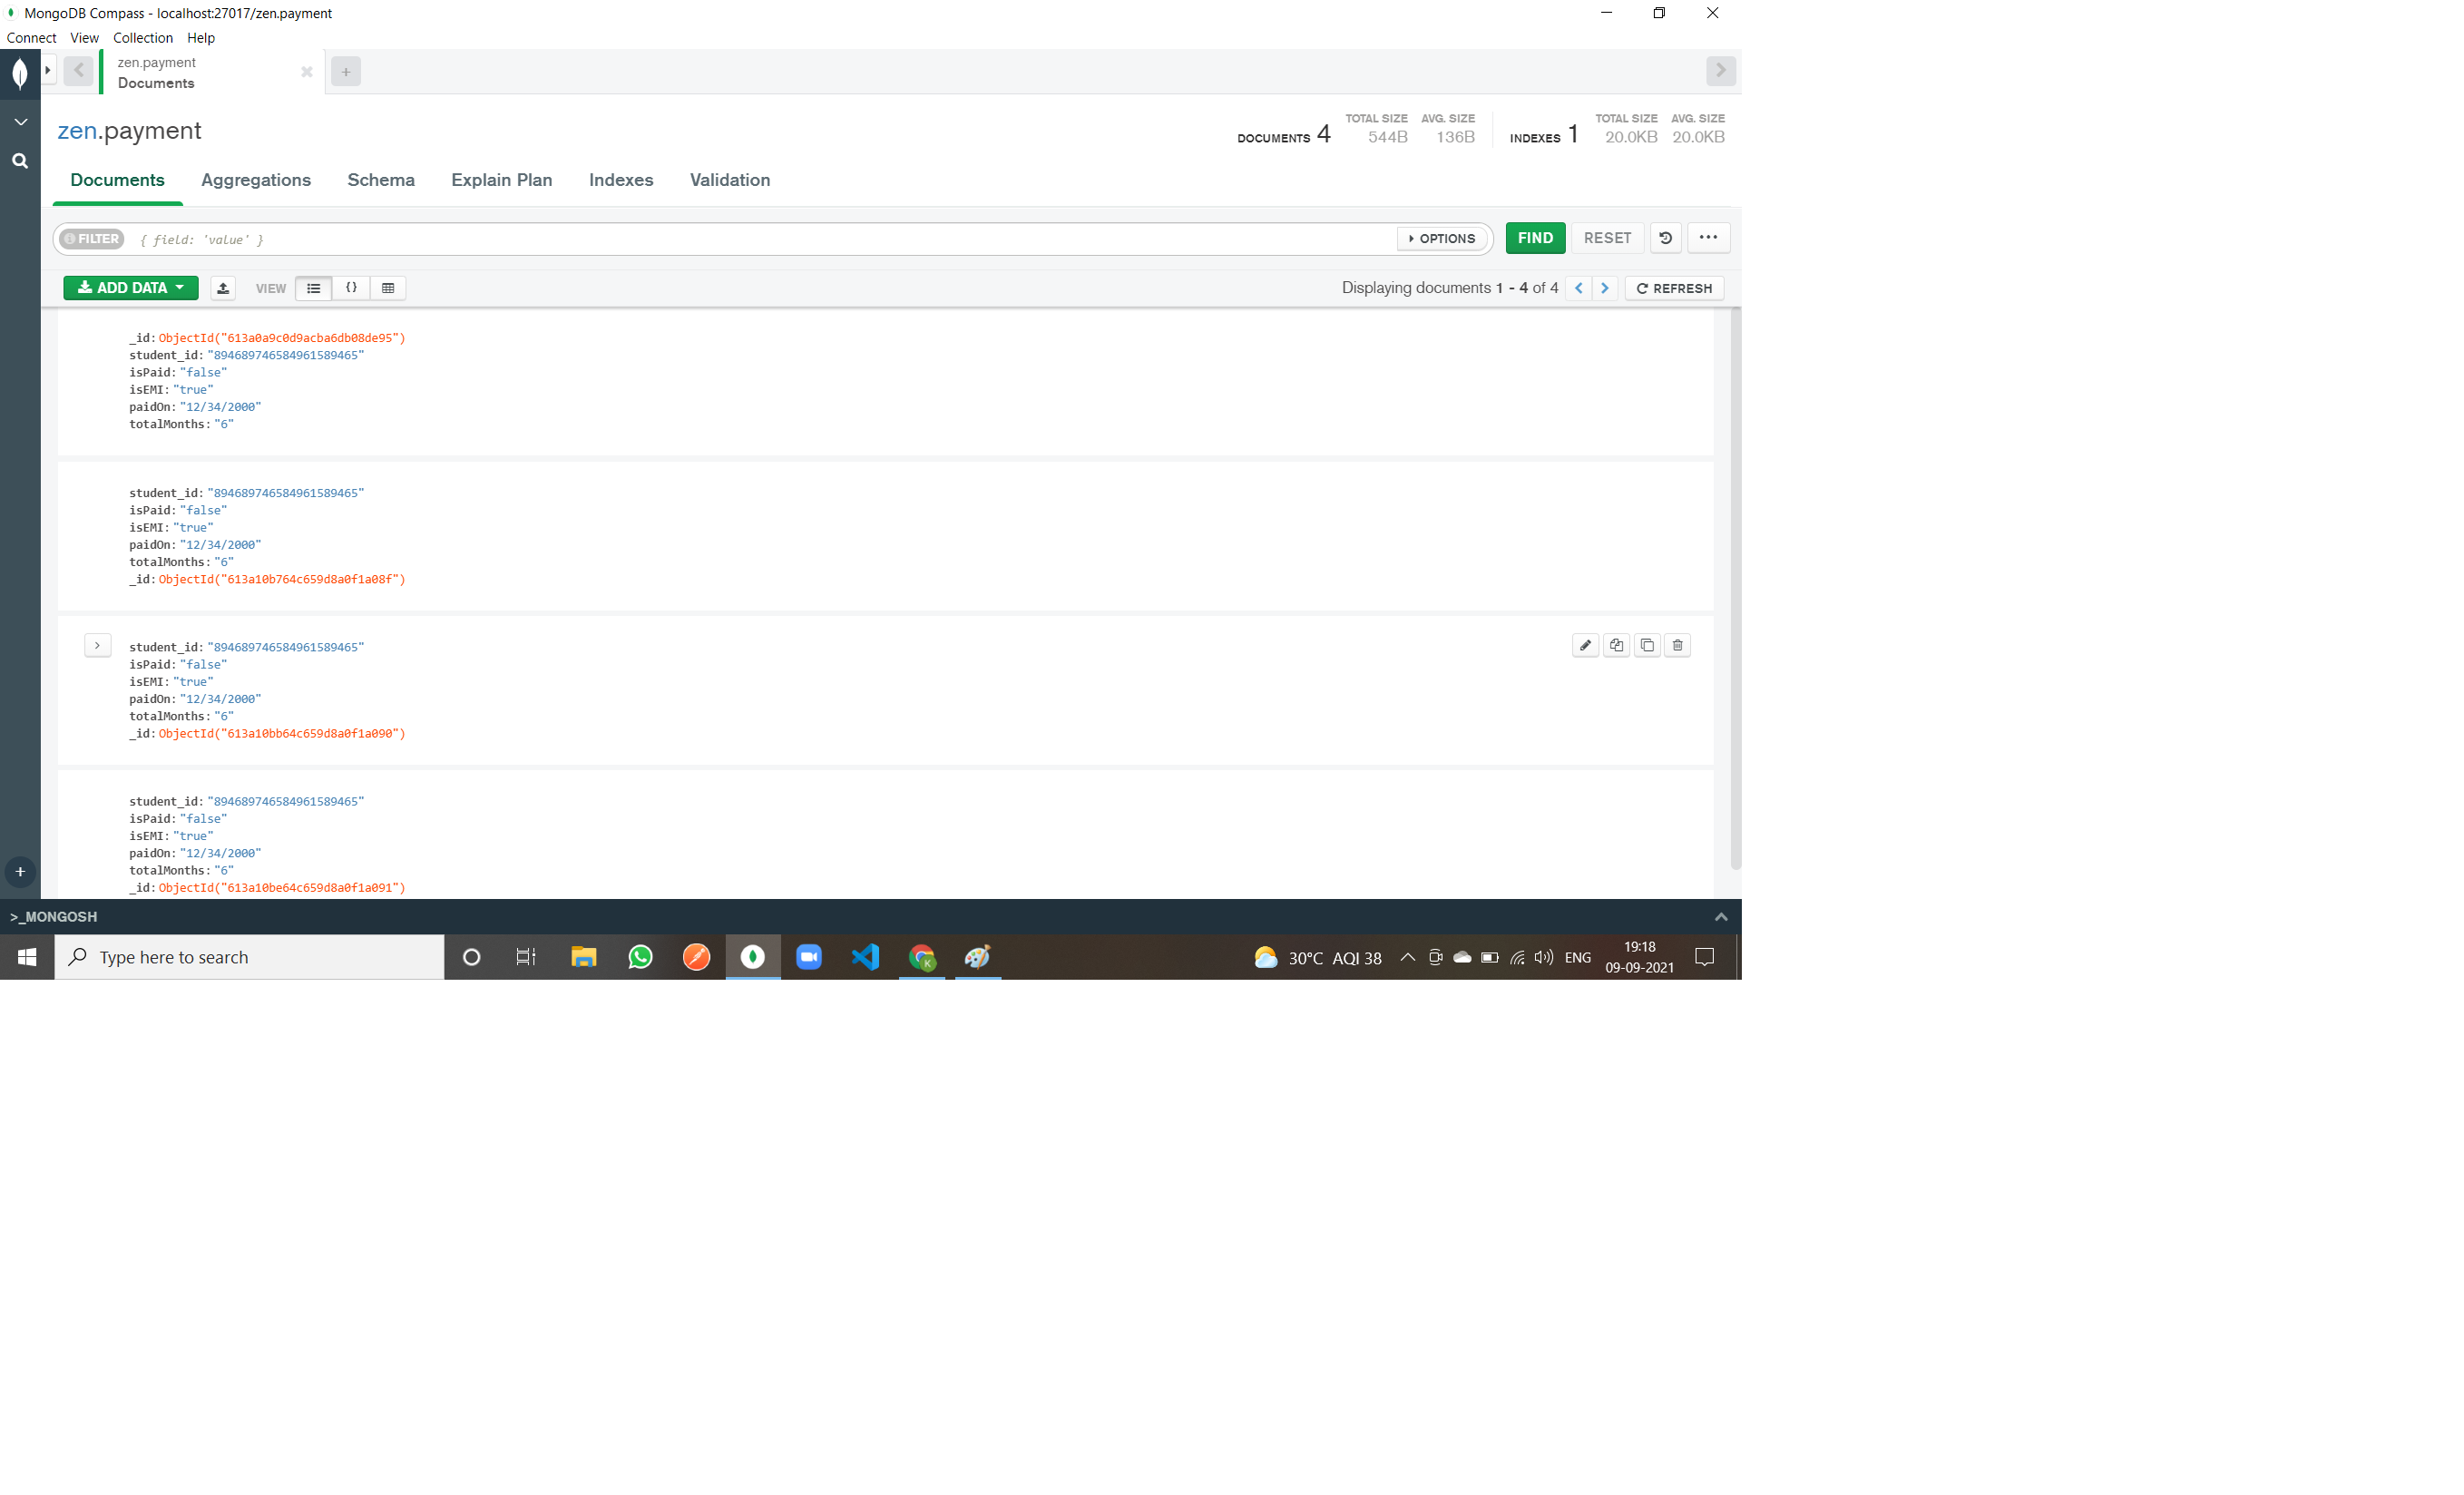 MongoDB Compass - localhost:27017/zen.payment
Connect View Collection Help
zen.payment
Documents
zen.payment
DOCUMENTS 4
TOTAL SIZE 544B
AVG. SIZE 136B
INDEXES 1
TOTAL SIZE 20.0KB
AVG. SIZE 20.0KB
Documents Aggregations Schema Explain Plan Indexes Validation
FILTER { field: 'value' } OPTIONS FIND RESET ...
ADD DATA VIEW {} Displaying documents 1 - 4 of 4 REFRESH
_id: ObjectId("613a0a9c0d9acba6db08de95")
student_id: "894689746584961589465"
isPaid: "false"
isEMI: "true"
paidOn: "12/34/2000"
totalMonths: "6"
student_id: "894689746584961589465"
isPaid: "false"
isEMI: "true"
paidOn: "12/34/2000"
totalMonths: "6"
_id: ObjectId("613a10b764c659d8a0f1a08f")
student_id: "894689746584961589465"
isPaid: "false"
isEMI: "true"
paidOn: "12/34/2000"
totalMonths: "6"
_id: ObjectId("613a10bb64c659d8a0f1a090")
student_id: "894689746584961589465"
isPaid: "false"
isEMI: "true"
paidOn: "12/34/2000"
totalMonths: "6"
_id: ObjectId("613a10be64c659d8a0f1a091")
>_MONGOSH
Type here to search
K
30°C AQI 38
ENG
19:18
09-09-2021